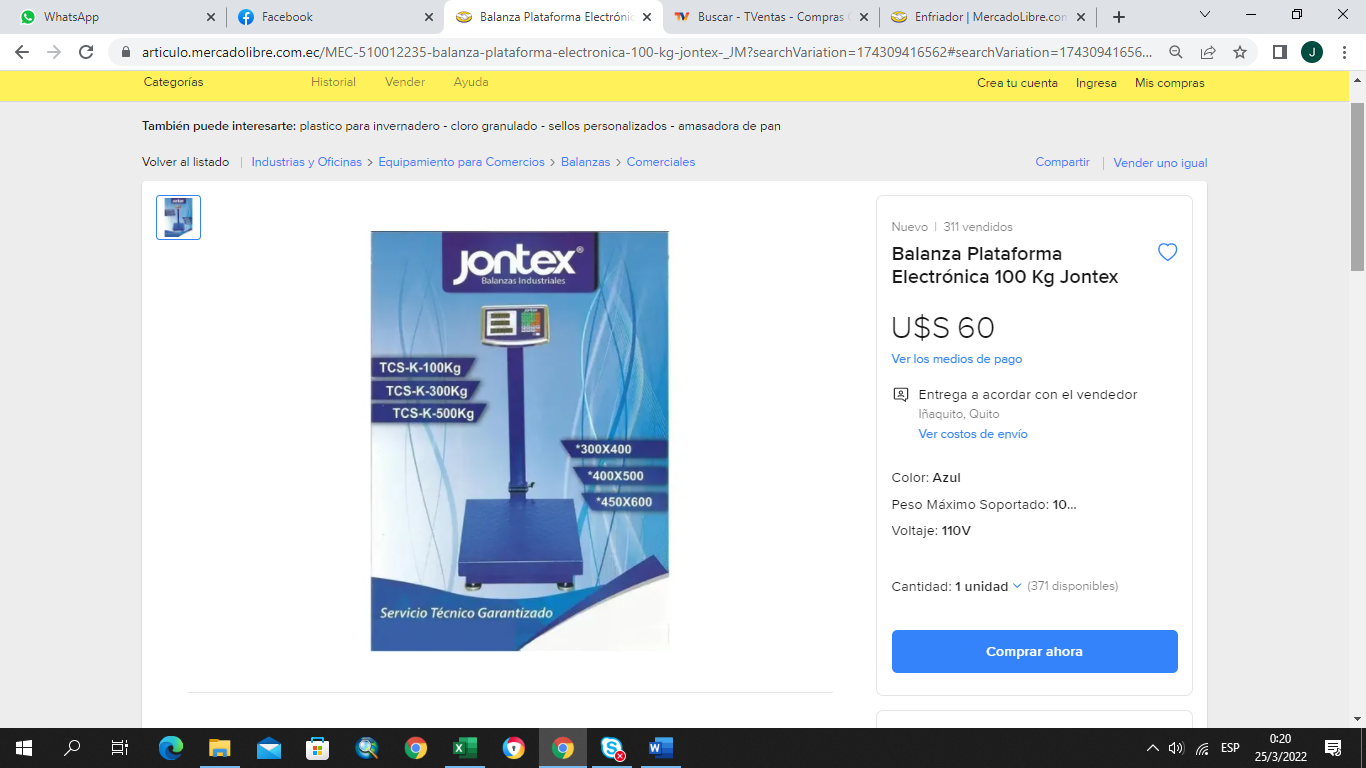 WhatsApp
Facebook
Balanza Plataforma Electrónic
Buscar - TVentas - Compras
Enfriador | MercadoLibre.com
articulo.mercadolibre.com.ec/MEC-510012235-balanza-plataforma-electronica-100-kg-jontex-_JM?searchVariation=174309416562#searchVariation=17430941656...
J
Categorías Historial Vender Ayuda Crea tu cuenta Ingresa Mis compras
También puede interesarte: plastico para invernadero - cloro granulado - sellos personalizados - amasadora de pan
Volver al listado | Industrias y Oficinas > Equipamiento para Comercios > Balanzas > Comerciales
Compartir | Vender uno igual
jontex®
Balanzas Industriales
TCS-K-100Kg
TCS-K-300Kg
TCS-K-500Kg
*300X400
*400X500
*450X600
Servicio Técnico Garantizado
Nuevo | 311 vendidos
Balanza Plataforma
Electrónica 100 Kg Jontex
U$S 60
Ver los medios de pago
Entrega a acordar con el vendedor
Iñaquito, Quito
Ver costos de envío
Color: Azul
Peso Máximo Soportado: 10...
Voltaje: 110V
Cantidad: 1 unidad (371 disponibles)
Comprar ahora
ESP
0:20
25/3/2022